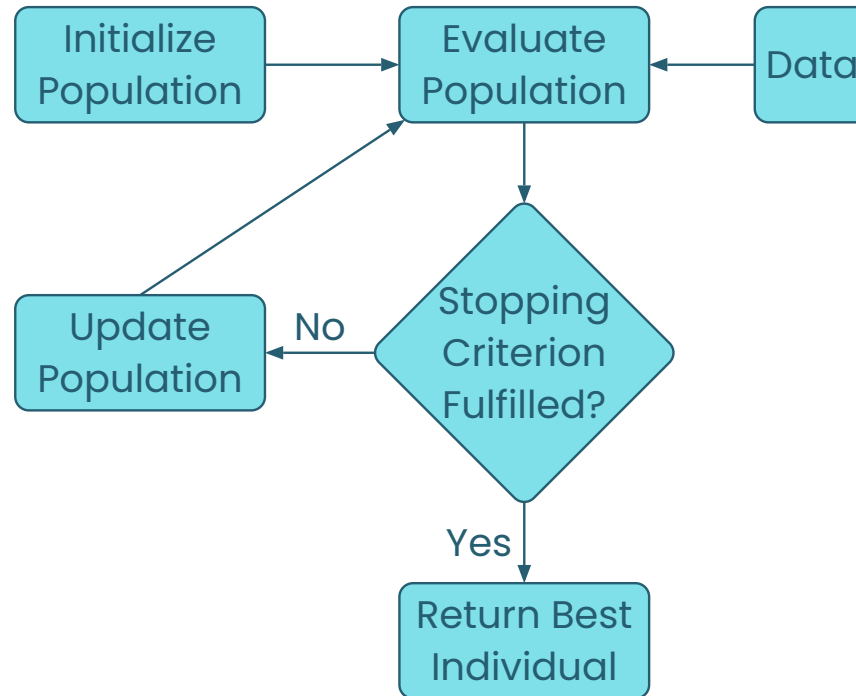 Initialize
Population
Evaluate
Population
Data
Stopping
Criterion
Fulfilled?
No
Update
Population
Yes
Return Best
Individual